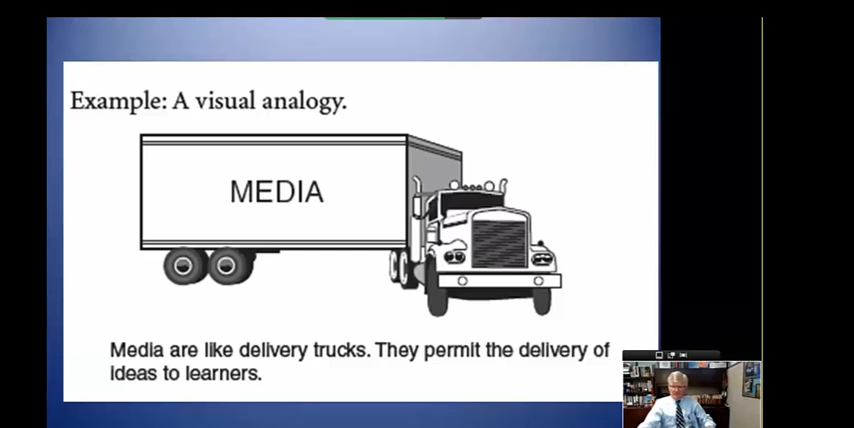 Example: A visual analogy.
MEDIA
Media are like delivery trucks. They permit the delivery of
ideas to learners.